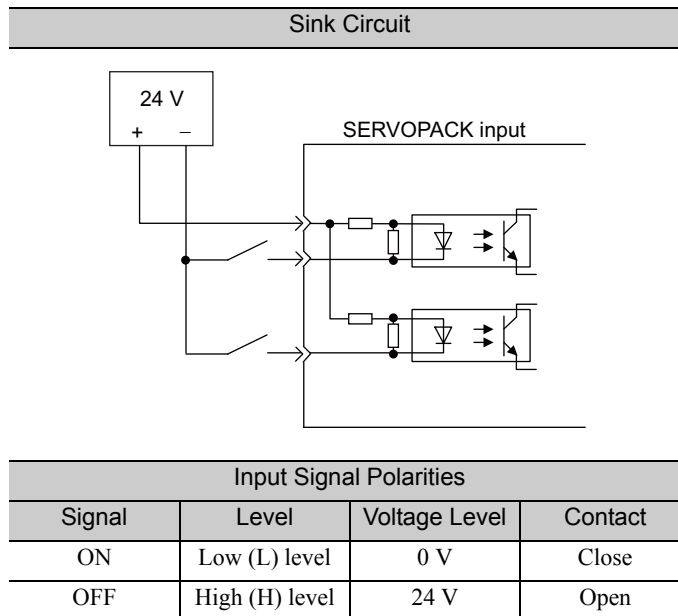 Sink Circuit
24 V
+ −
SERVOPACK input
Input Signal Polarities
Signal Level Voltage Level Contact
ON Low (L) level 0 V Close
OFF High (H) level 24 V Open